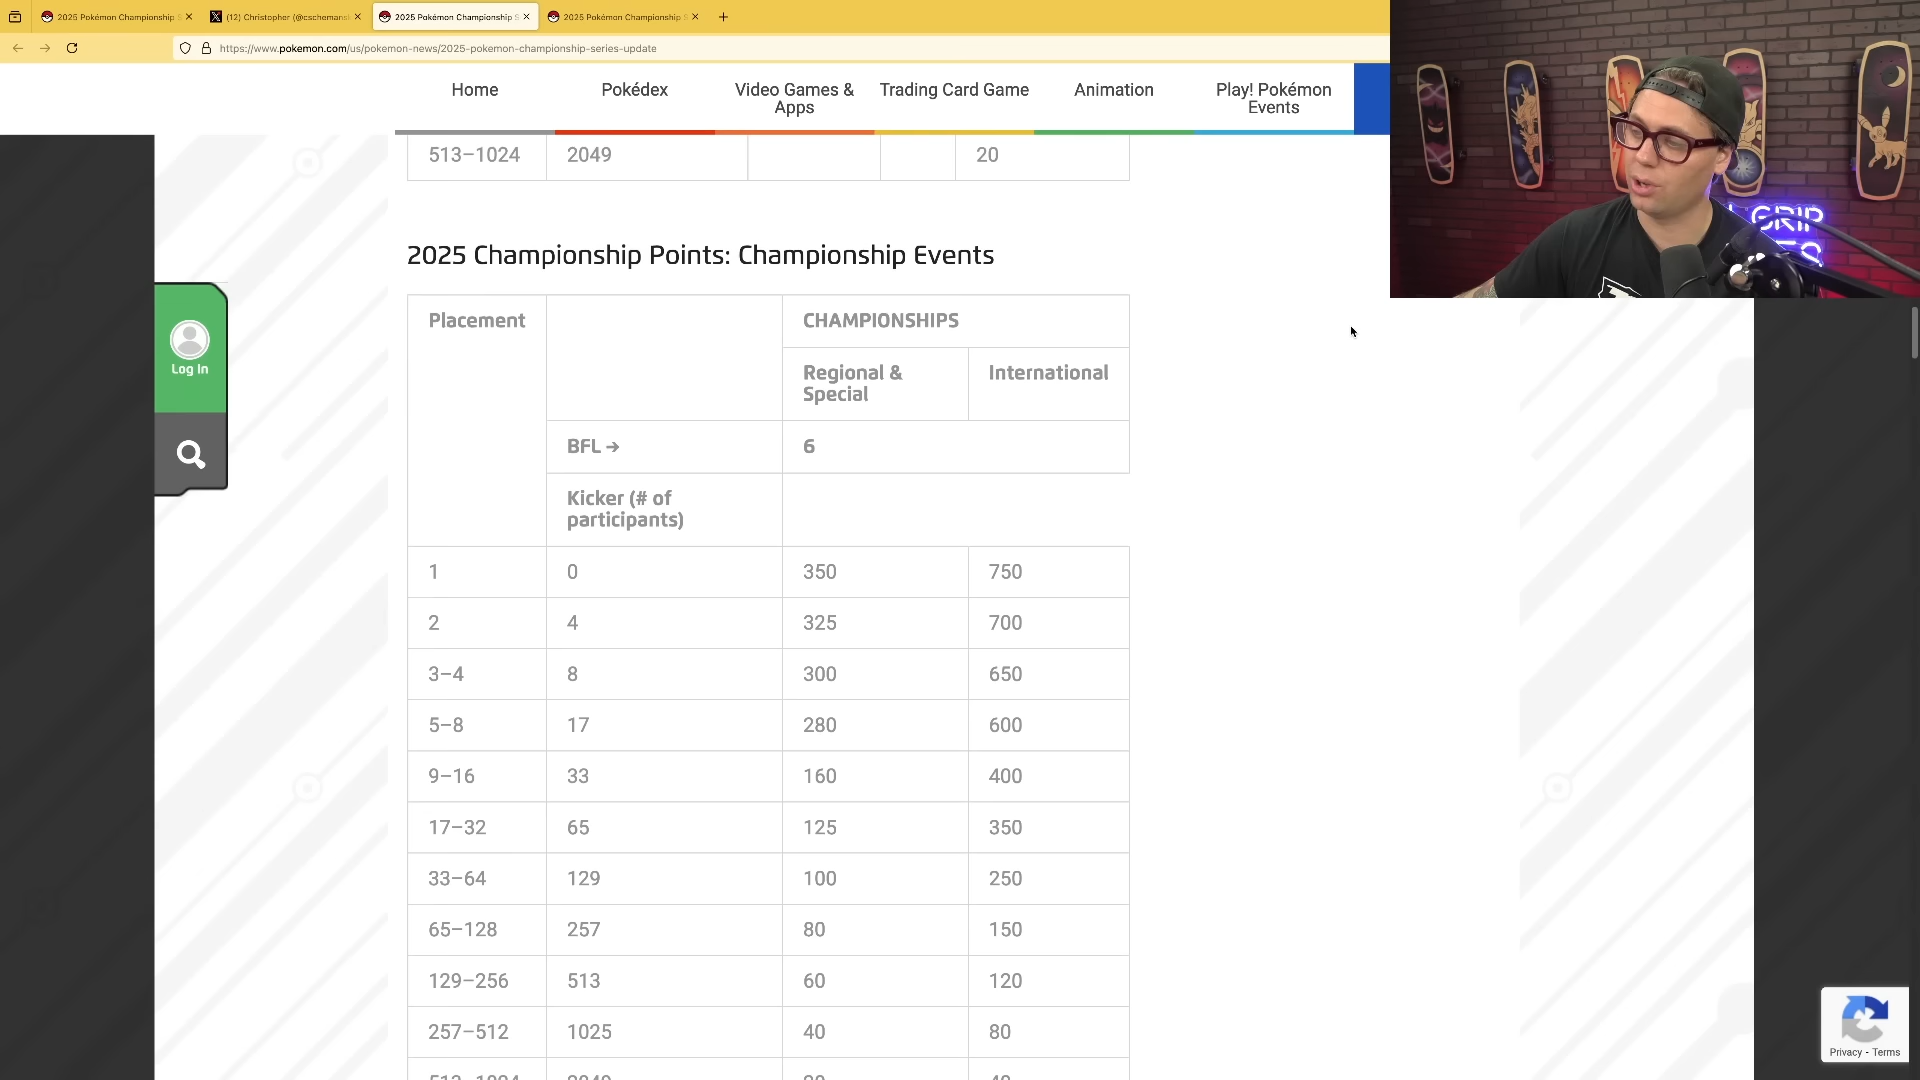 2025 Pokémon Championship S
(12) Christopher (@cscheman
2025 Pokémon Championship S
2025 Pokémon Championship S
https://www.pokemon.com/us/pokemon-news/2025-pokemon-championship-series-update
Home
Pokédex
Video Games & Apps
Trading Card Game
Animation
Play! Pokémon Events
513–1024 2049 20
2025 Championship Points: Championship Events
Placement CHAMPIONSHIPS
Regional & Special International
BFL → 6
Kicker (# of participants)
1 0 350 750
2 4 325 700
3–4 8 300 650
5–8 17 280 600
9–16 33 160 400
17–32 65 125 350
33–64 129 100 250
65–128 257 80 150
129–256 513 60 120
257–512 1025 40 80
Log In
GRIP
Privacy - Terms